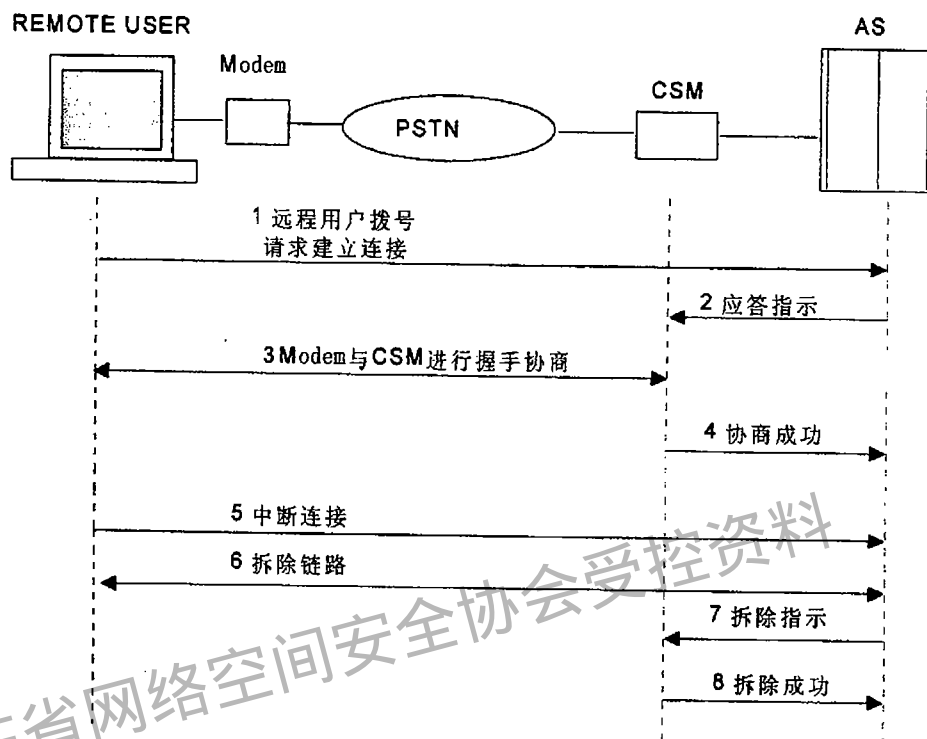 REMOTE USER
AS
Modem
CSM
PSTN
1 远程用户拨号
请求建立连接
2 应答指示
3 Modem与CSM进行握手协商
4 协商成功
5 中断连接
6 拆除链路
7 拆除指示
8 拆除成功
省网络空间安全协会受控资料